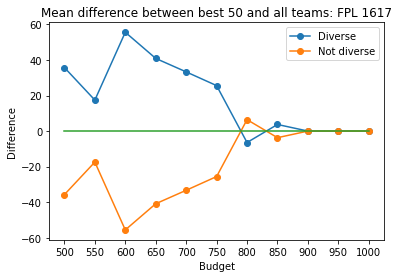 Mean difference between best 50 and all teams: FPL 1617
Diverse
Not diverse
60
40
20
0
−20
−40
−60
Difference
500 550 600 650 700 750 800 850 900 950 1000
Budget